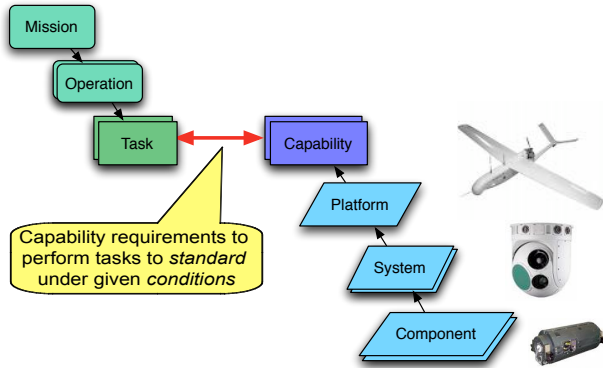 Mission
Operation
Task
Capability
Platform
System
Component
Capability requirements to
perform tasks to standard
under given conditions